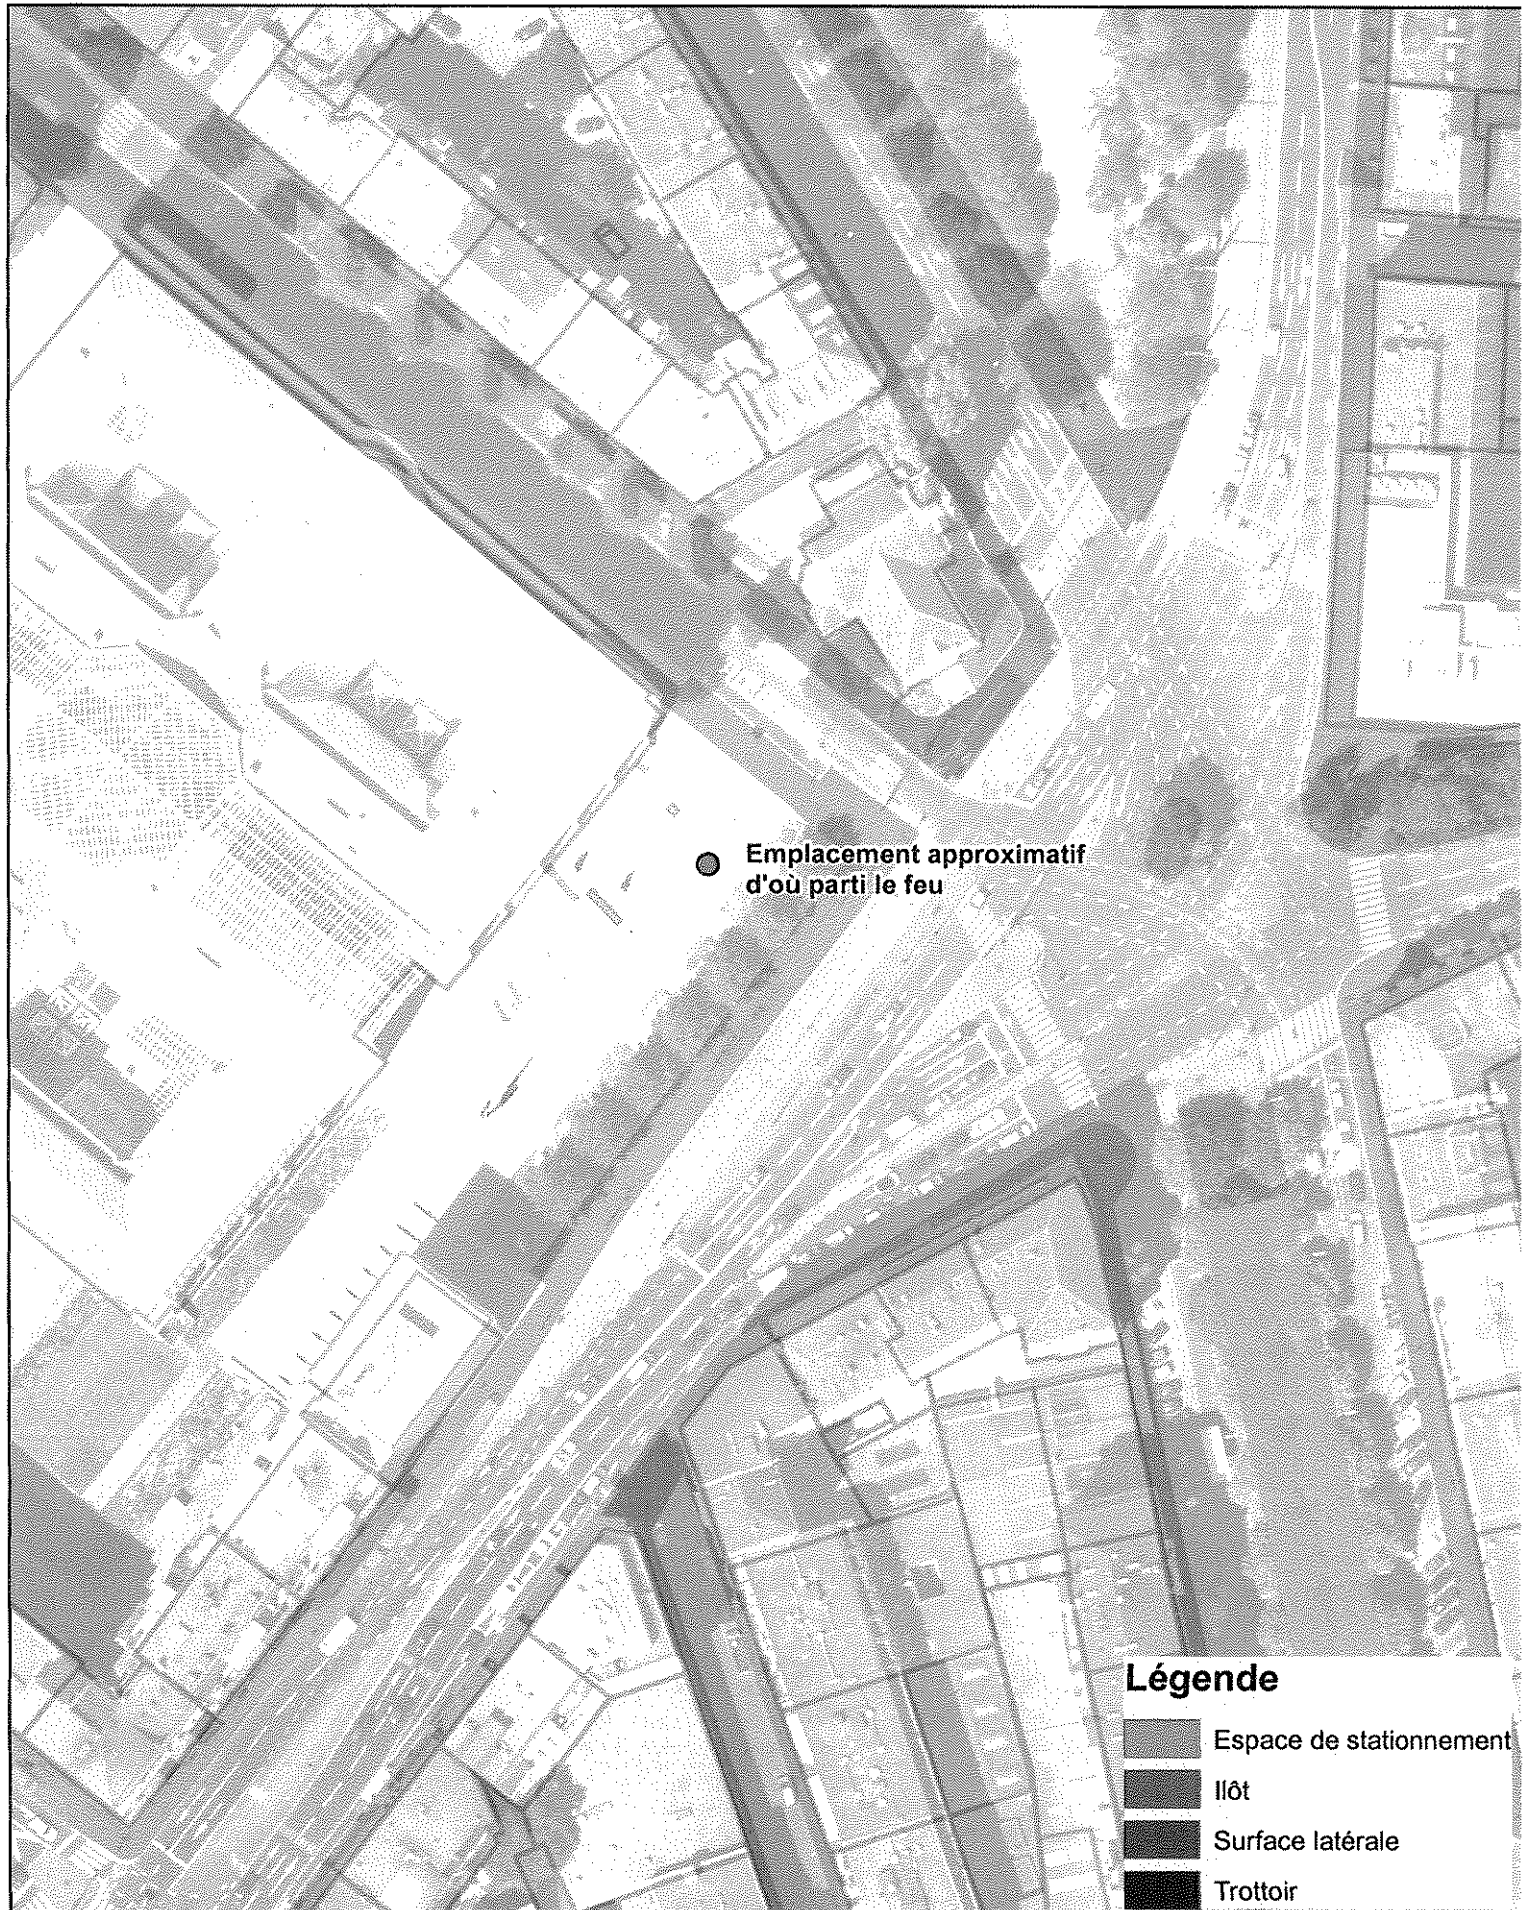 Emplacement approximatif
d'où parti le feu
Légende
Espace de stationnement
Ilôt
Surface latérale
Trottoir